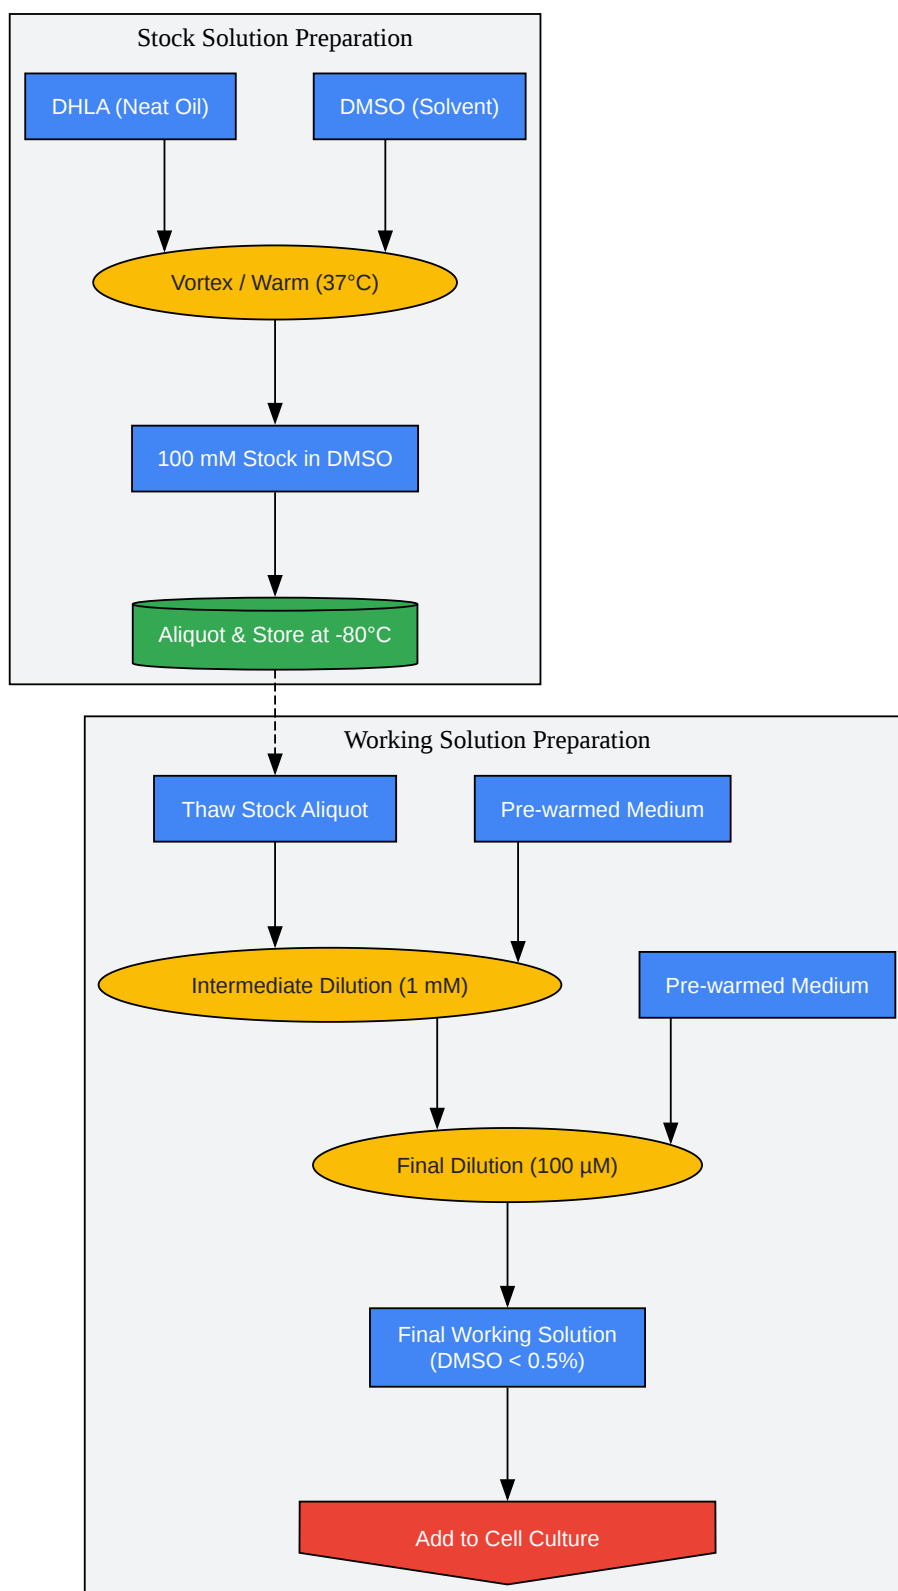 Stock Solution Preparation
DHLA (Neat Oil)
DMSO (Solvent)
Vortex / Warm (37°C)
100 mM Stock in DMSO
Aliquot & Store at -80°C
Working Solution Preparation
Thaw Stock Aliquot
Pre-warmed Medium
Intermediate Dilution (1 mM)
Pre-warmed Medium
Final Dilution (100 µM)
Final Working Solution
(DMSO < 0.5%)
Add to Cell Culture